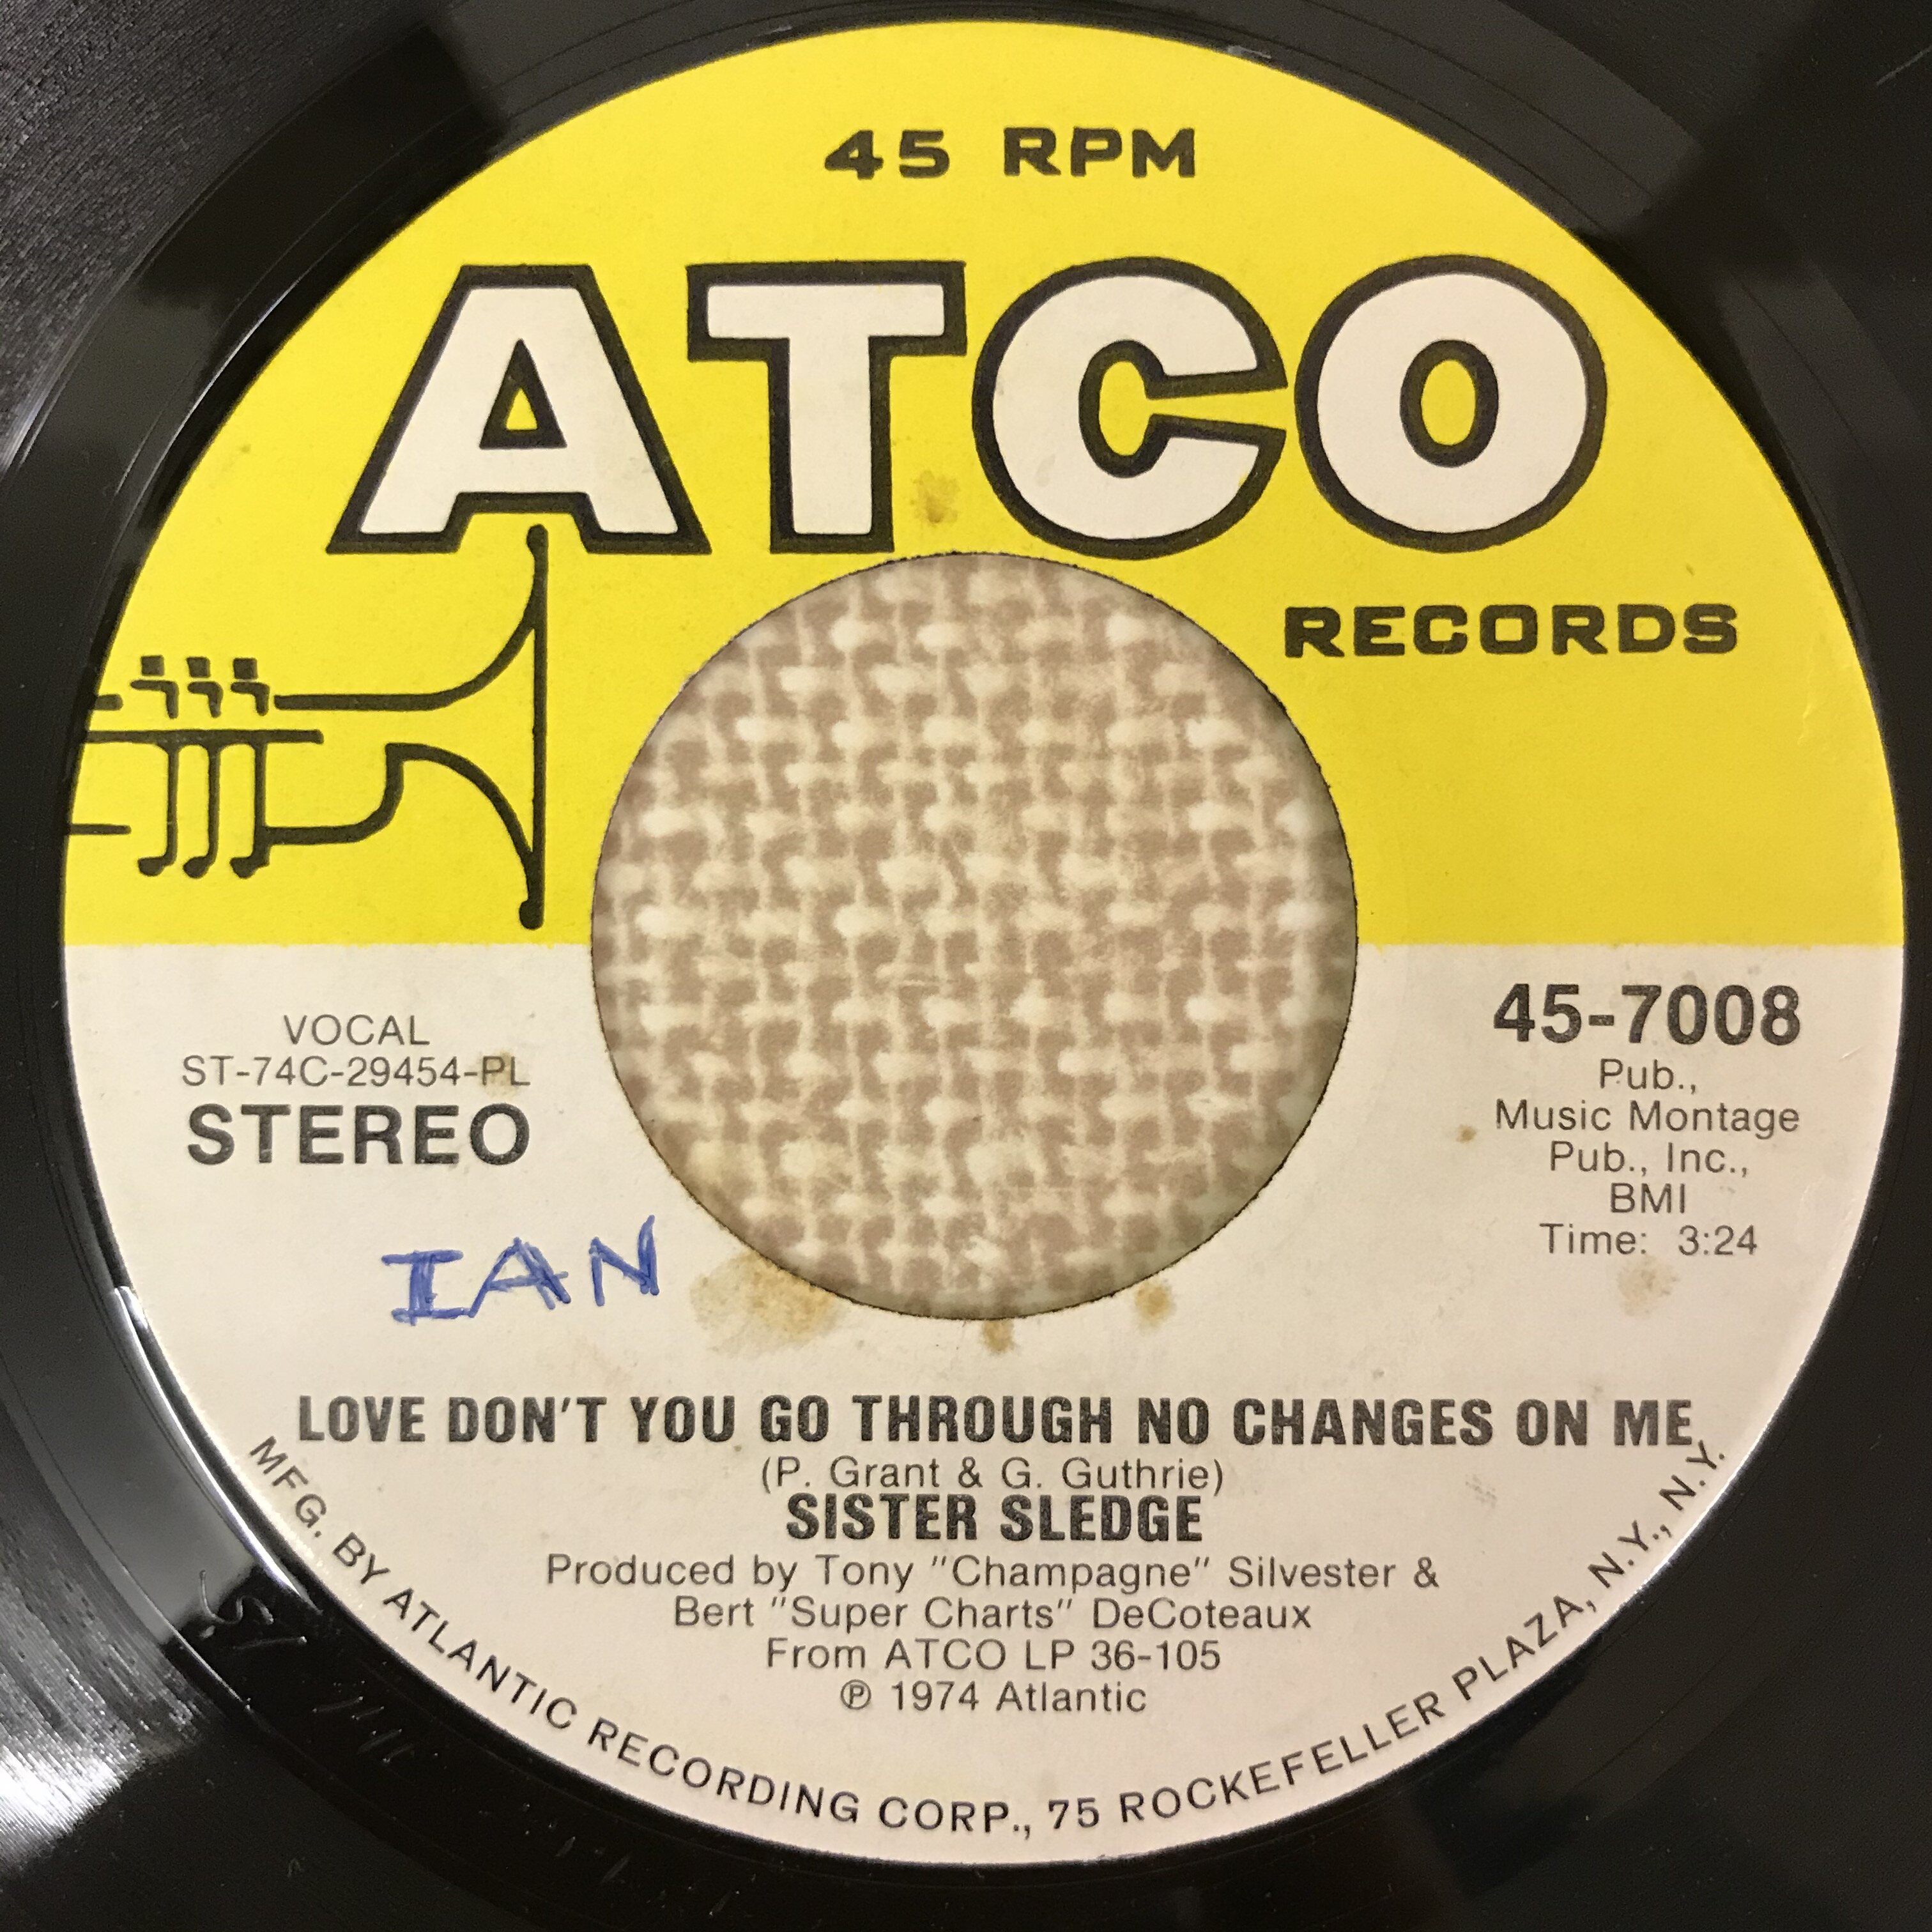 45 RPM
ATCO
RECORDS
VOCAL
ST-74C-29454-PL
STEREO
45-7008
Pub.,
Music Montage
Pub., Inc.,
BMI
Time: 3:24
IAN
LOVE DON'T YOU GO THROUGH NO CHANGES ON ME
(P. Grant & G. Guthrie)
SISTER SLEDGE
Produced by Tony "Champagne" Silvester &
Bert "Super Charts" DeCoteaux
From ATCO LP 36-105
℗ 1974 Atlantic
MFG. BY ATLANTIC RECORDING CORP., 75 ROCKEFELLER PLAZA, N.Y., N.Y.